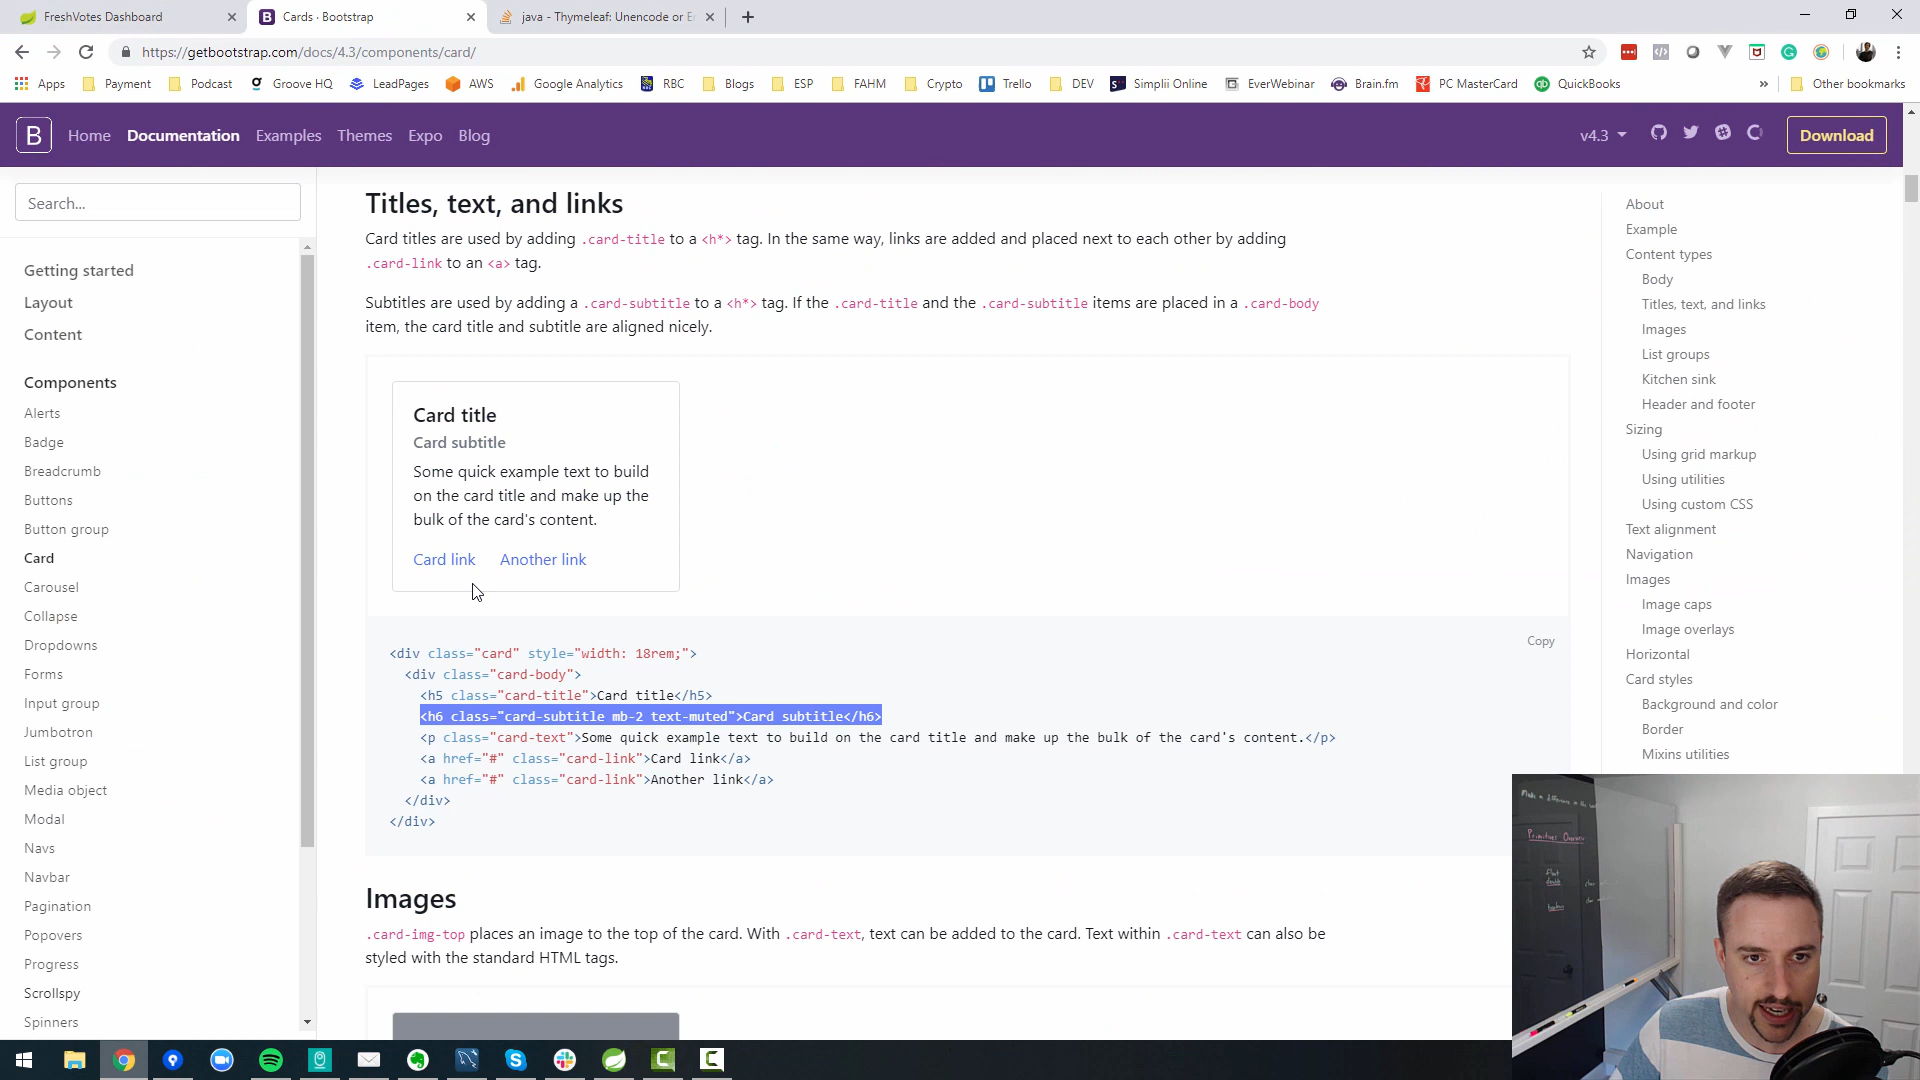 FreshVotes Dashboard
Cards · Bootstrap
java - Thymeleaf: Unencode or E
https://getbootstrap.com/docs/4.3/components/card/
Apps Payment Podcast Groove HQ LeadPages AWS Google Analytics RBC Blogs ESP FAHM Crypto Trello DEV Simplii Online EverWebinar Brain.fm PC MasterCard QuickBooks » Other bookmarks
B Home Documentation Examples Themes Expo Blog v4.3 Download
Search...
Getting started
Layout
Content
Components
Alerts
Badge
Breadcrumb
Buttons
Button group
Card
Carousel
Collapse
Dropdowns
Forms
Input group
Jumbotron
List group
Media object
Modal
Navs
Navbar
Pagination
Popovers
Progress
Scrollspy
Spinners
Titles, text, and links
Card titles are used by adding .card-title to a <h*> tag. In the same way, links are added and placed next to each other by adding
.card-link to an <a> tag.
Subtitles are used by adding a .card-subtitle to a <h*> tag. If the .card-title and the .card-subtitle items are placed in a .card-body
item, the card title and subtitle are aligned nicely.
Card title
Card subtitle
Some quick example text to build
on the card title and make up the
bulk of the card's content.
Card link Another link
Copy
<div class="card" style="width: 18rem;">
<div class="card-body">
<h5 class="card-title">Card title</h5>
<h6 class="card-subtitle mb-2 text-muted">Card subtitle</h6>
<p class="card-text">Some quick example text to build on the card title and make up the bulk of the card's content.</p>
<a href="#" class="card-link">Card link</a>
<a href="#" class="card-link">Another link</a>
</div>
</div>
Images
.card-img-top places an image to the top of the card. With .card-text, text can be added to the card. Text within .card-text can also be
styled with the standard HTML tags.
About
Example
Content types
Body
Titles, text, and links
Images
List groups
Kitchen sink
Header and footer
Sizing
Using grid markup
Using utilities
Using custom CSS
Text alignment
Navigation
Images
Image caps
Image overlays
Horizontal
Card styles
Background and color
Border
Mixins utilities
Make a difference in the
Primitives Overview